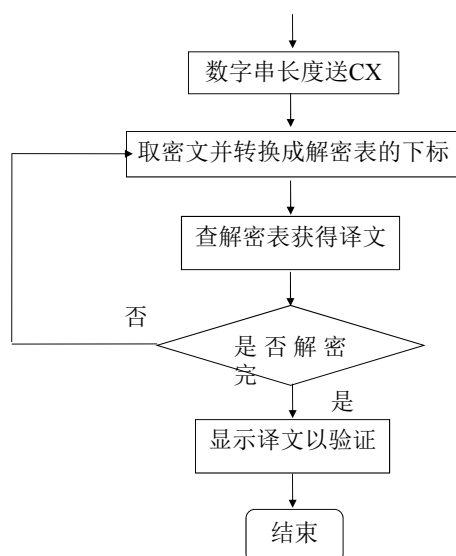 数字串长度送CX
取密文并转换成解密表的下标
查解密表获得译文
否
是否解密
完
是
显示译文以验证
结束